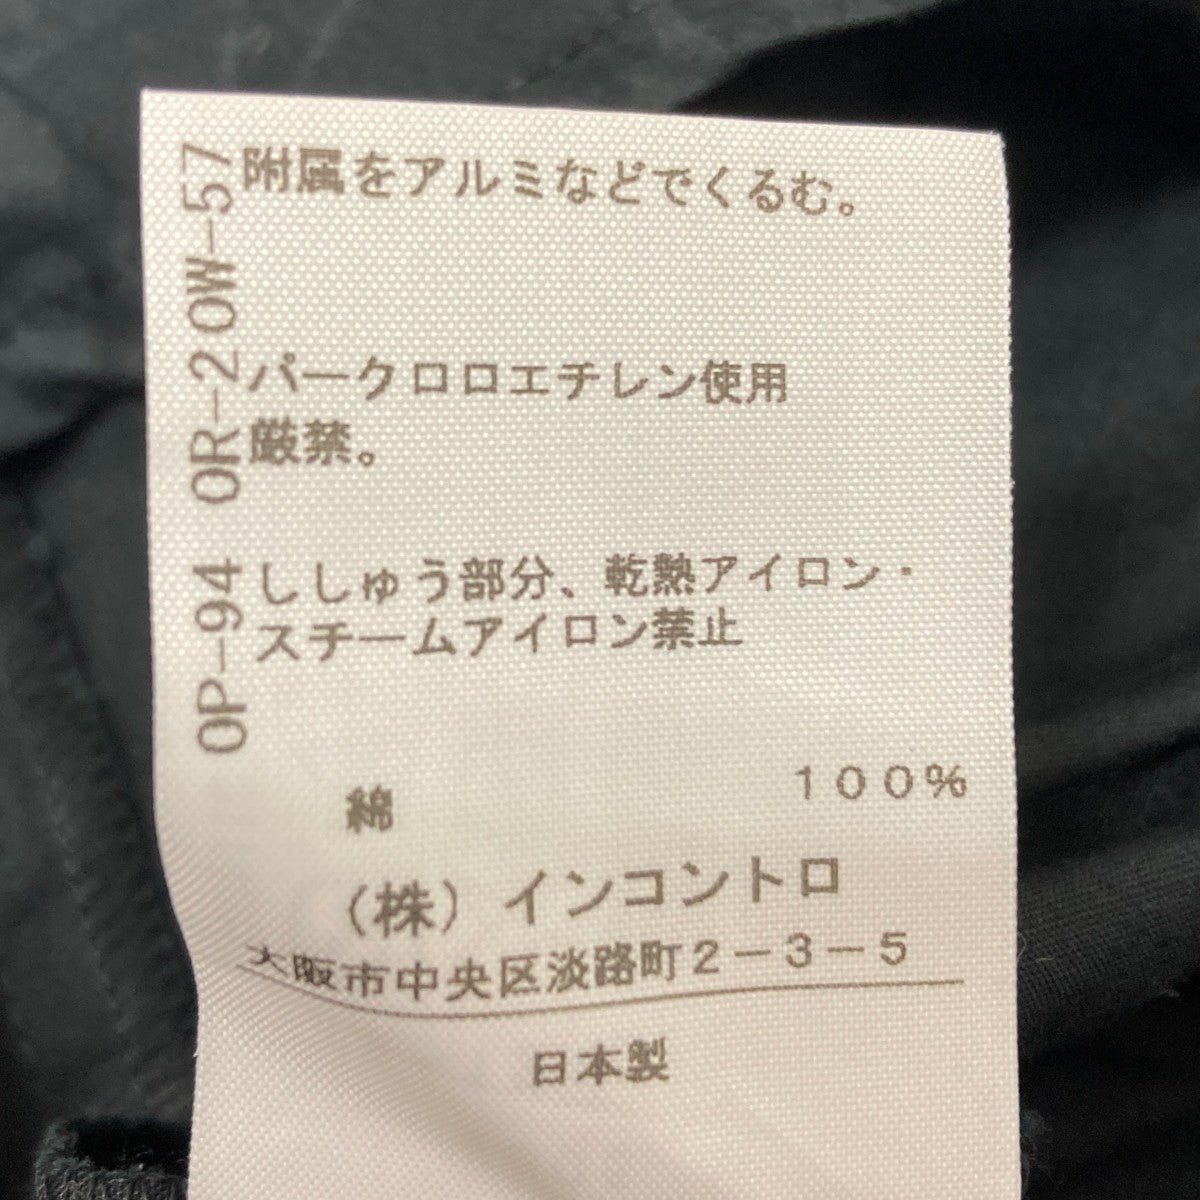 附属をアルミなどでくるむ。
パークロロエチレン使用
厳禁。
ししゅう部分、乾熱アイロン・
スチームアイロン禁止
綿 100%
(株) インコントロ
大阪市中央区淡路町2-3-5
日本製
OP-94 OR-20W-57